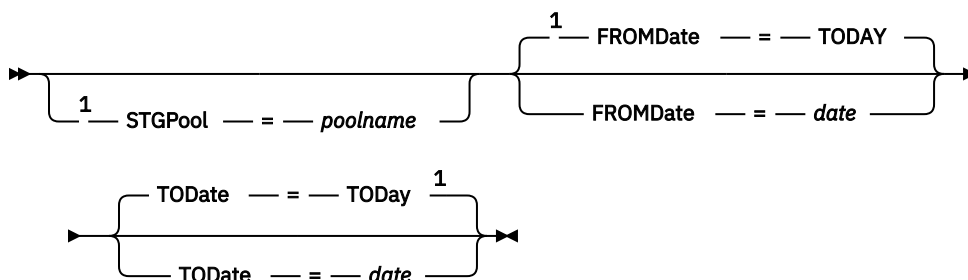 1 FROMDate = TODAY
1 STGPool = poolname FROMDate = date
TODate = TODay 1
TODate = date